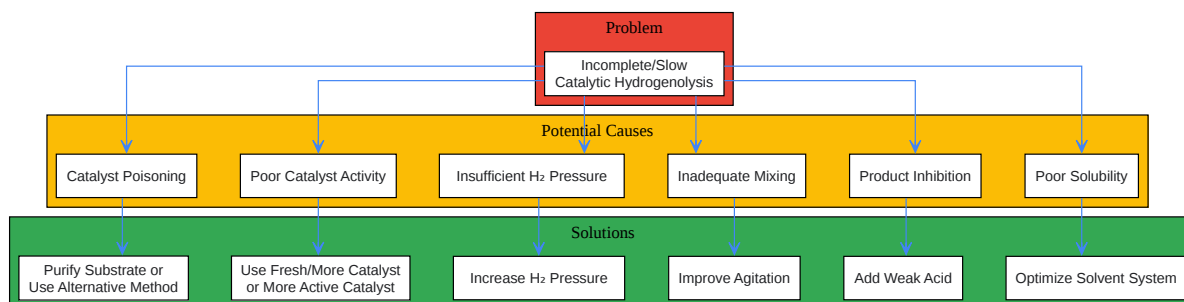 Problem
Incomplete/Slow
Catalytic Hydrogenolysis
Potential Causes
Catalyst Poisoning
Poor Catalyst Activity
Insufficient H₂ Pressure
Inadequate Mixing
Product Inhibition
Poor Solubility
Solutions
Purify Substrate or
Use Alternative Method
Use Fresh/More Catalyst
or More Active Catalyst
Increase H₂ Pressure
Improve Agitation
Add Weak Acid
Optimize Solvent System